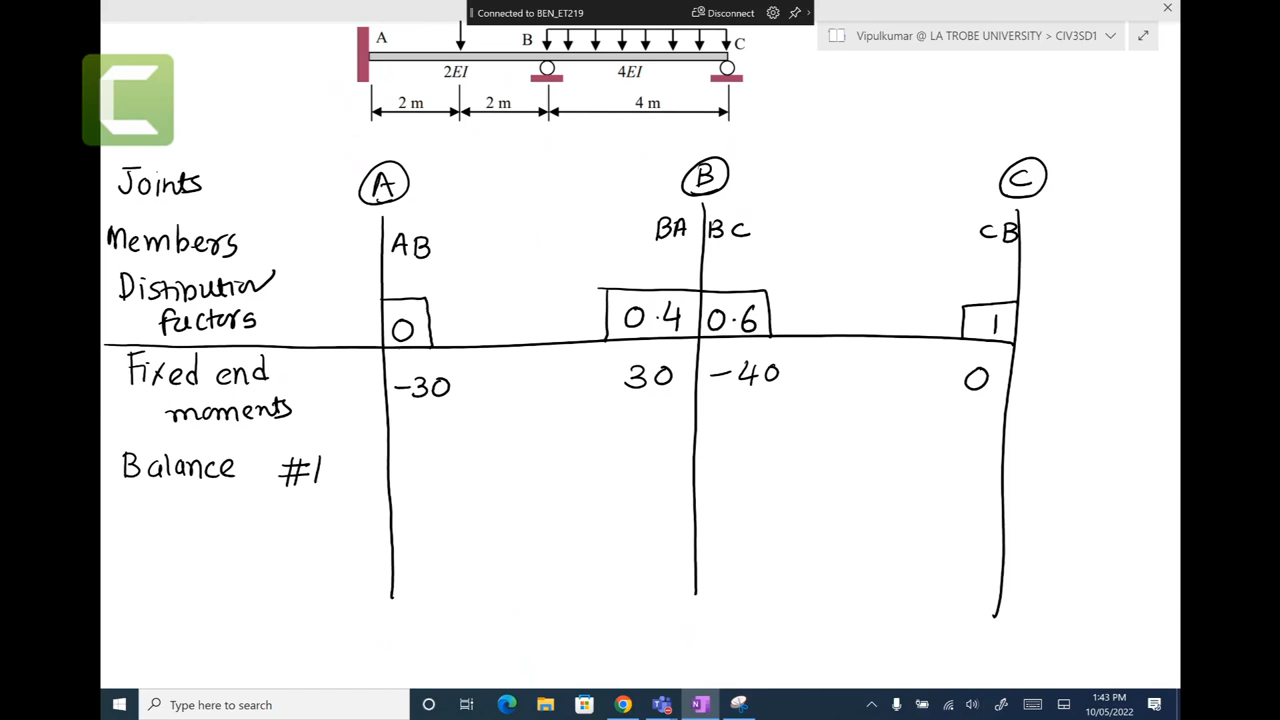 Connected to BEN_ET219
Disconnect
Vipulkumar @ LA TROBE UNIVERSITY > CIV3SD1
A
B
C
2EI
4EI
2 m
2 m
4 m
Joints
A
B
C
Members
AB
BA
BC
CB
Distibution
factors
0
0.4
0.6
1
Fixed end
moments
-30
30
-40
0
Balance #1
Type here to search
1:43 PM
10/05/2022